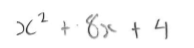 x² + 8x + 4